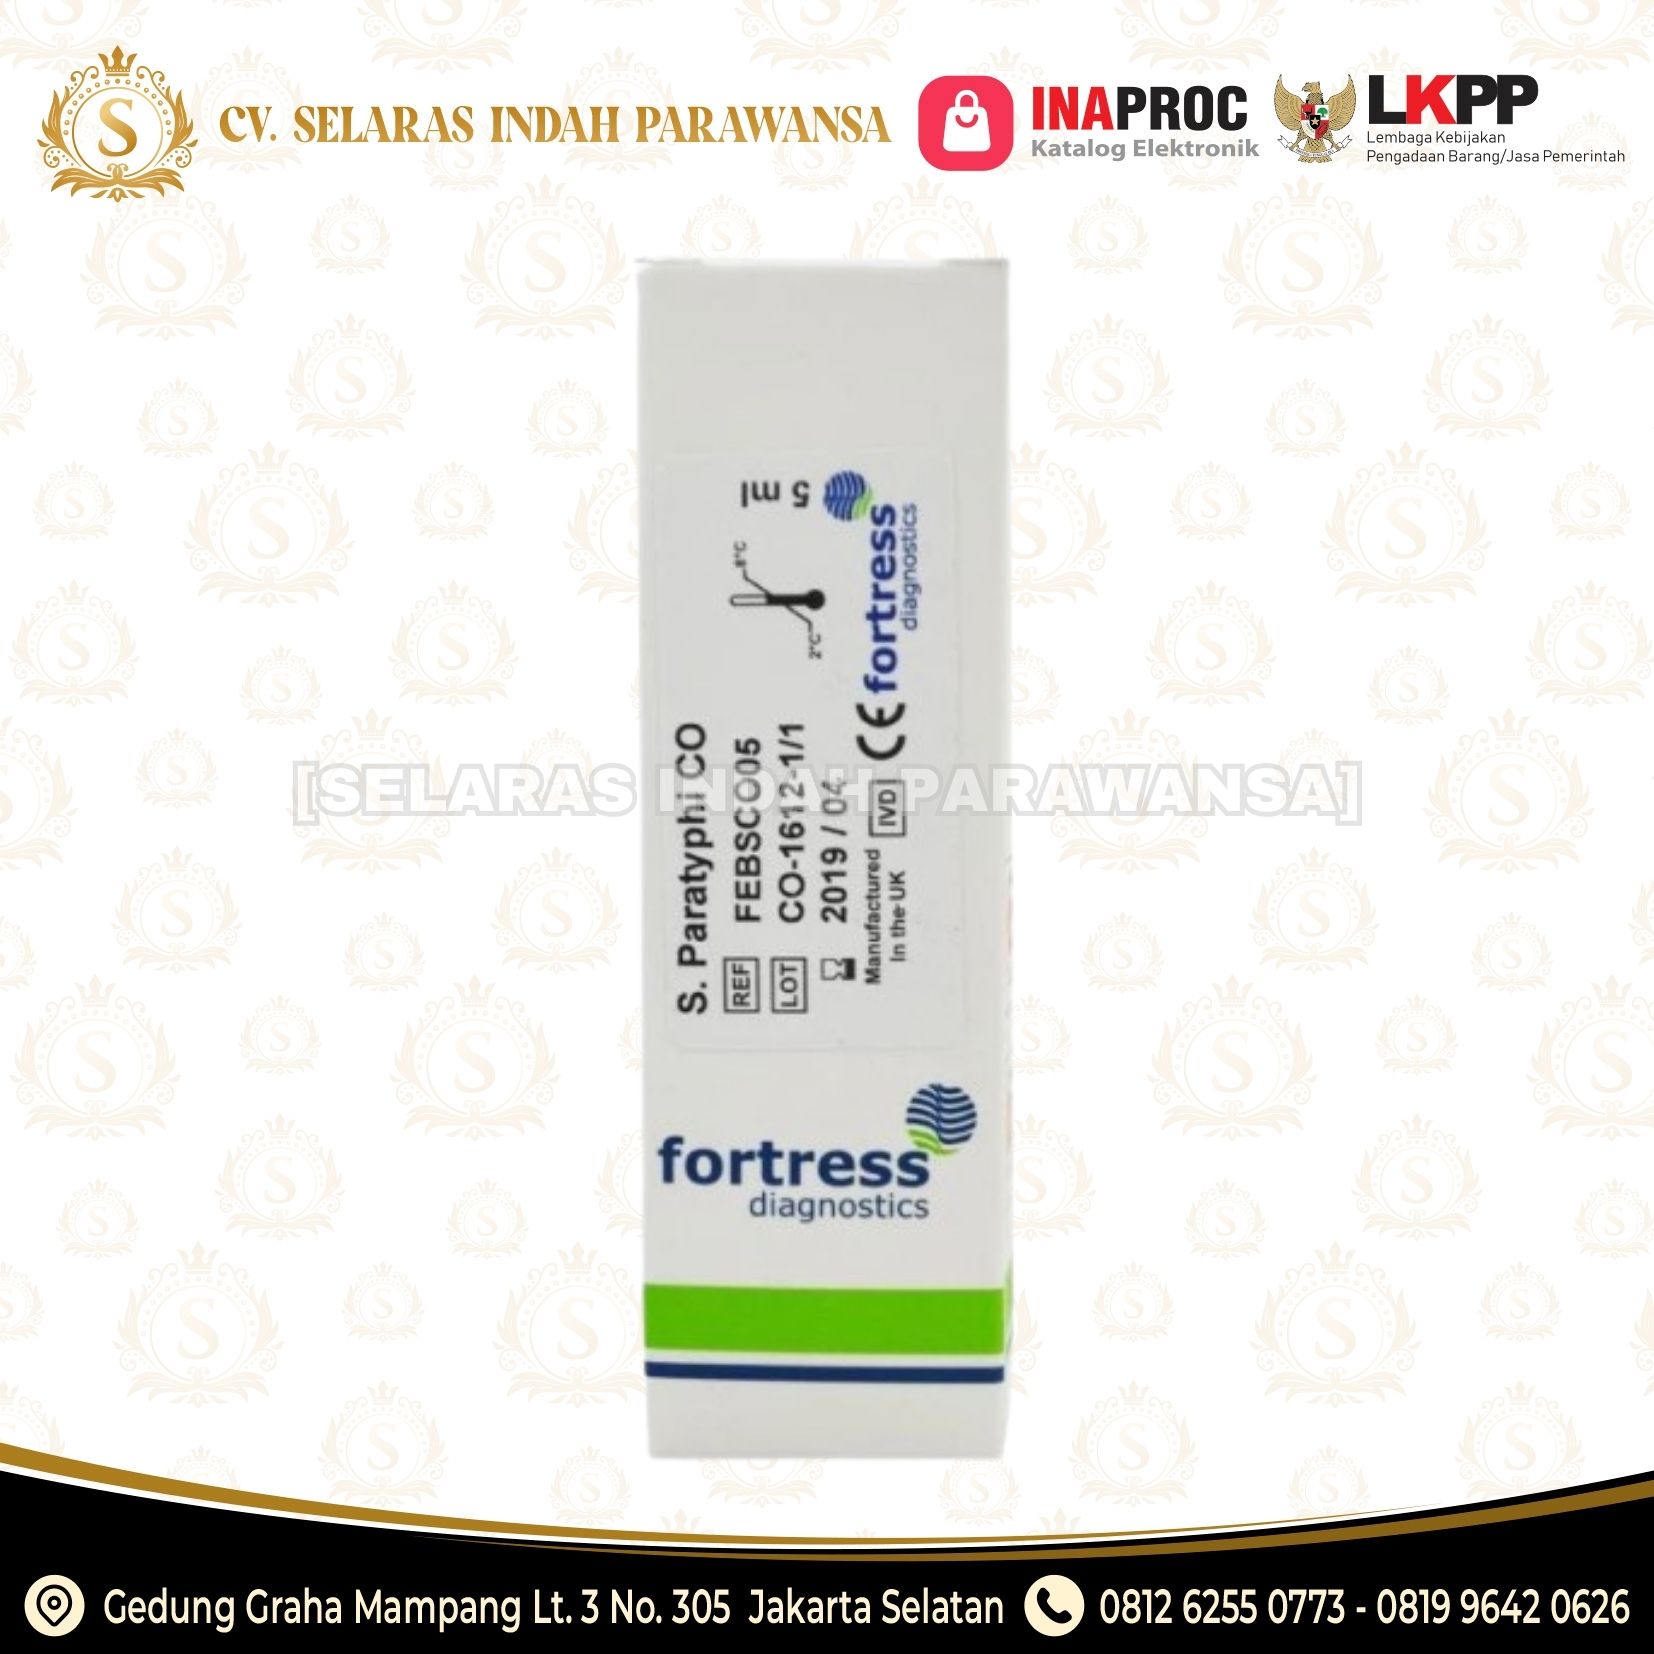 S
CV. SELARAS INDAH PARAWANSA
INAPROC
Katalog Elektronik
LKPP
Lembaga Kebijakan
Pengadaan Barang/Jasa Pemerintah
S. Paratyphi CO
REF FEBSCO05
LOT CO-1612-1/1
2019 / 04
Manufactured
In the UK
IVD
CE
2°C
8°C
5 ml
fortress
diagnostics
[SELARAS INDAH PARAWANSA]
fortress
diagnostics
Gedung Graha Mampang Lt. 3 No. 305 Jakarta Selatan
0812 6255 0773 - 0819 9642 0626